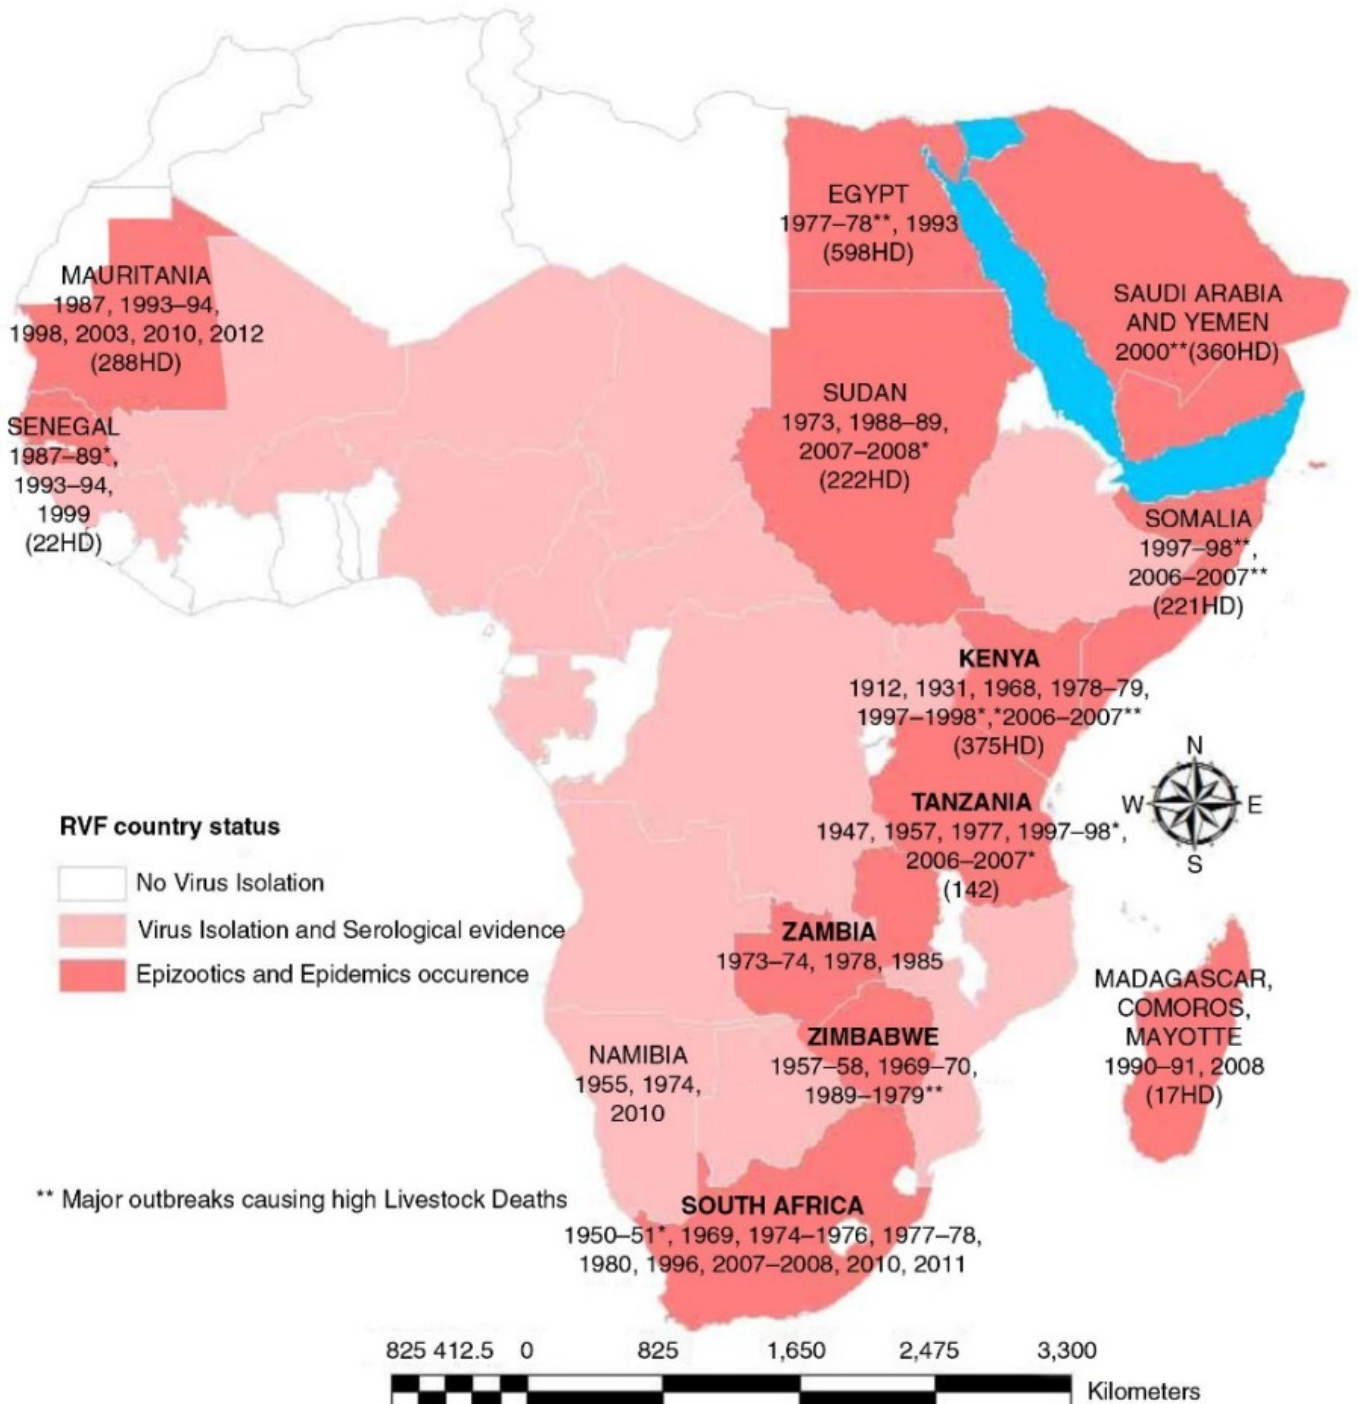 EGYPT
1977–78**, 1993
(598HD)
MAURITANIA
1987, 1993–94,
1998, 2003, 2010, 2012
(288HD)
SAUDI ARABIA
AND YEMEN
2000**(360HD)
SUDAN
1973, 1988–89,
2007–2008*
(222HD)
SENEGAL
1987–89*,
1993–94,
1999
(22HD)
SOMALIA
1997–98**,
2006–2007**
(221HD)
KENYA
1912, 1931, 1968, 1978–79,
1997–1998*,*2006–2007**
(375HD)
N
W E
S
TANZANIA
1947, 1957, 1977, 1997–98*,
2006–2007*
(142)
RVF country status
No Virus Isolation
Virus Isolation and Serological evidence
Epizootics and Epidemics occurence
ZAMBIA
1973–74, 1978, 1985
MADAGASCAR,
COMOROS,
MAYOTTE
1990–91, 2008
(17HD)
ZIMBABWE
1957–58, 1969–70,
1989–1979**
NAMIBIA
1955, 1974,
2010
** Major outbreaks causing high Livestock Deaths
SOUTH AFRICA
1950–51*, 1969, 1974–1976, 1977–78,
1980, 1996, 2007–2008, 2010, 2011
825 412.5 0 825 1,650 2,475 3,300
Kilometers